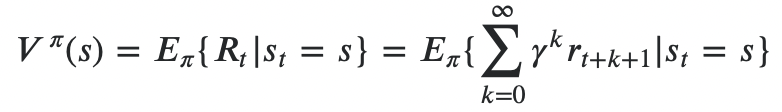 V^π(s) = E_π{R_t|s_t = s} = E_π{∑_{k=0}^{∞} γ^k r_{t+k+1}|s_t = s}